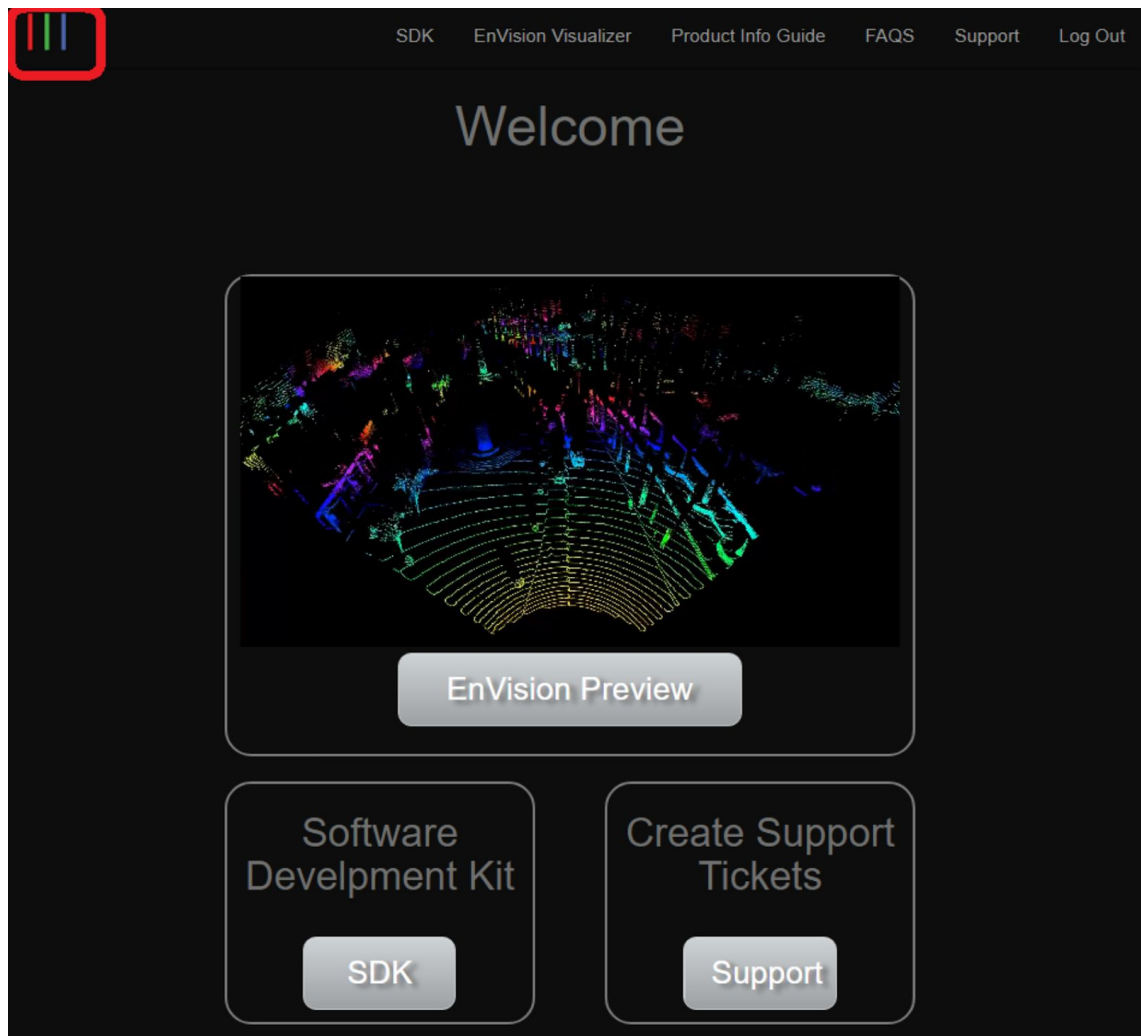 SDK EnVision Visualizer Product Info Guide FAQS Support Log Out
Welcome
EnVision Preview
Software
Develpment Kit
SDK
Create Support
Tickets
Support